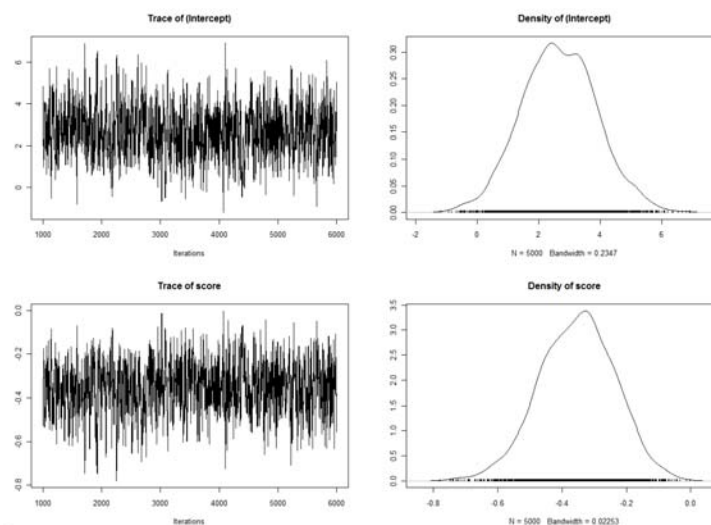 Trace of (Intercept)
6
4
2
0
1000 2000 3000 4000 5000 6000
Iterations
Density of (Intercept)
0.30
0.25
0.20
0.15
0.10
0.05
0.00
-2 0 2 4 6
N = 5000 Bandwidth = 0.2347
Trace of score
0.0
-0.2
-0.4
-0.6
-0.8
1000 2000 3000 4000 5000 6000
Iterations
Density of score
3.5
3.0
2.5
2.0
1.5
1.0
0.5
0.0
-0.8 -0.6 -0.4 -0.2 0.0
N = 5000 Bandwidth = 0.02253